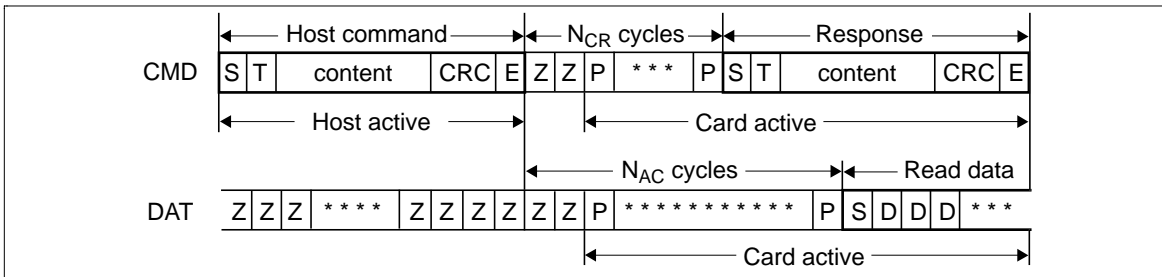 Host command N_CR cycles Response
CMD S T content CRC E Z Z P * * * P S T content CRC E
Host active Card active
N_AC cycles Read data
DAT Z Z Z * * * * Z Z Z Z Z Z P * * * * * * * * * * * P S D D D * * *
Card active